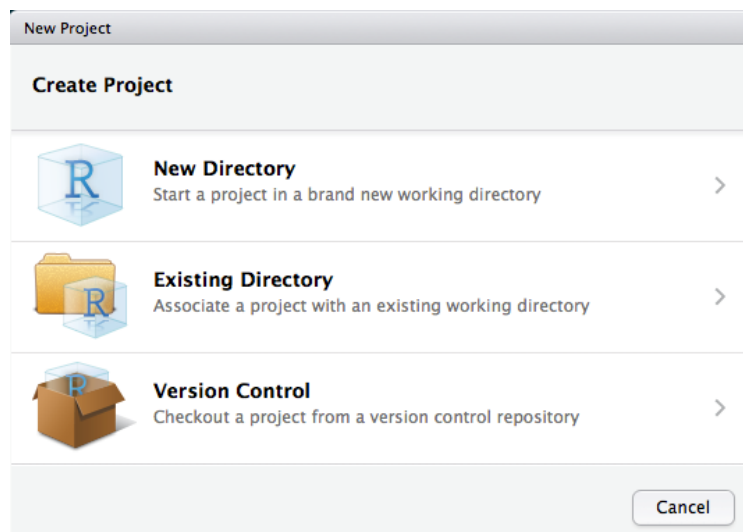 New Project
Create Project
R
New Directory
Start a project in a brand new working directory
R
Existing Directory
Associate a project with an existing working directory
R
Version Control
Checkout a project from a version control repository
Cancel